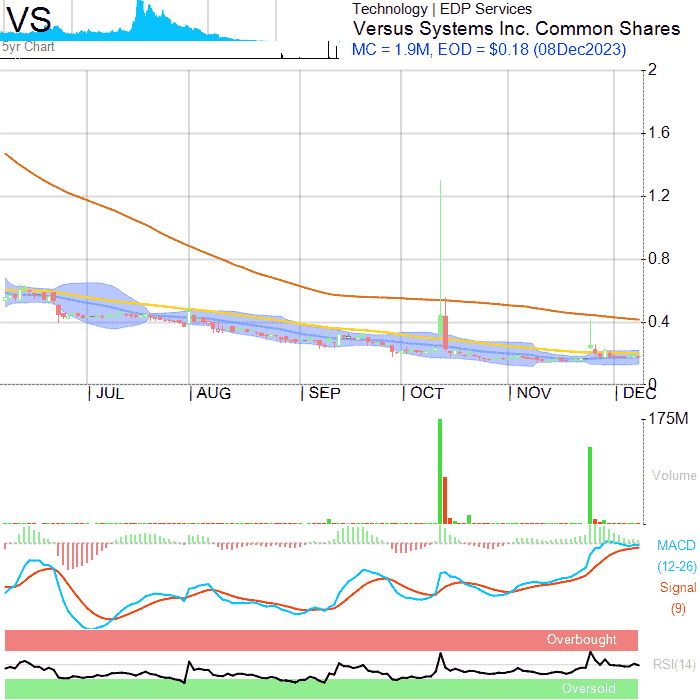 VS
5yr Chart
Technology | EDP Services
Versus Systems Inc. Common Shares
MC = 1.9M, EOD = $0.18 (08Dec2023)
2
1.6
1.2
0.8
0.4
0
JUL AUG SEP OCT NOV DEC
175M
Volume
MACD
(12-26)
Signal
(9)
Overbought
RSI(14)
Oversold